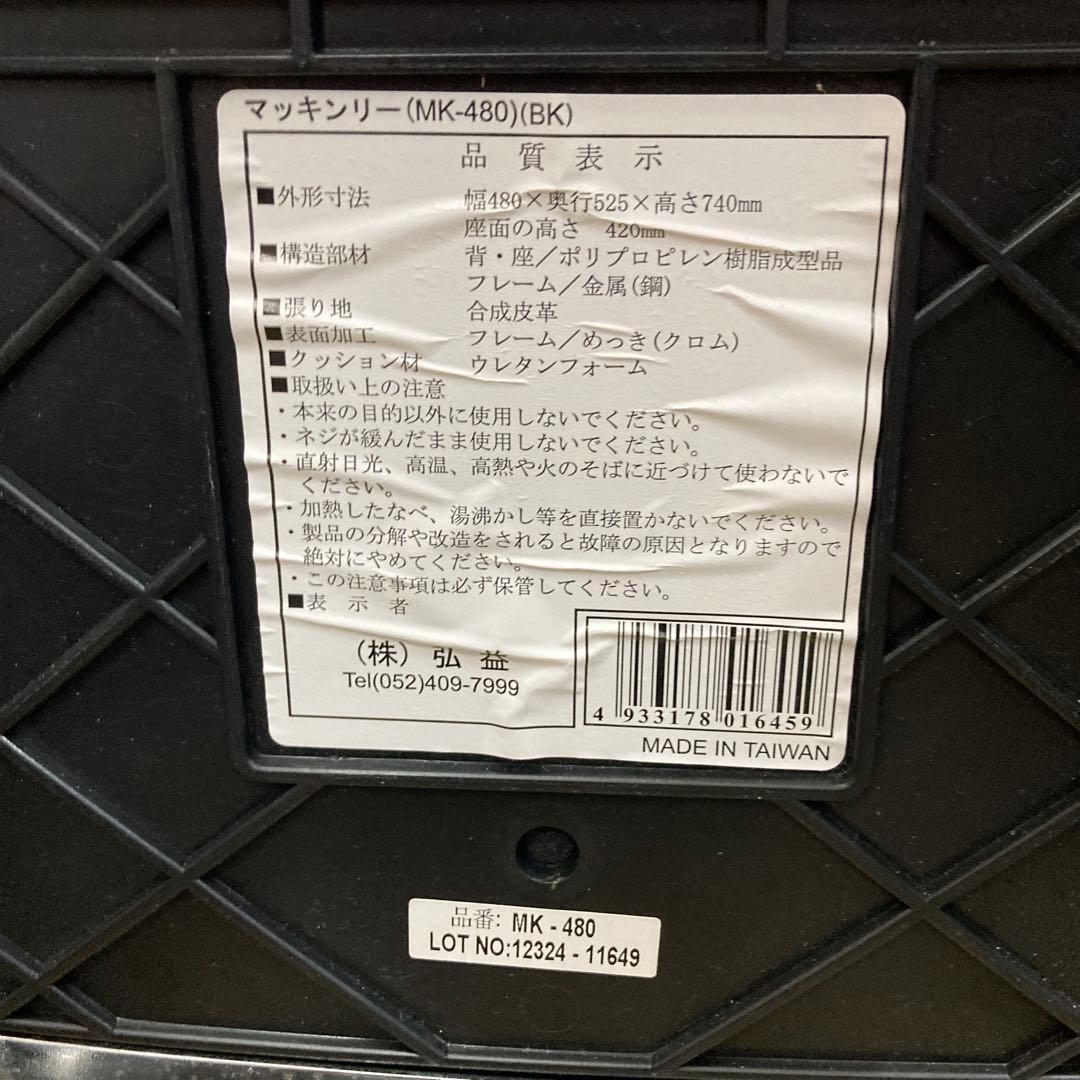 マッキンリー(MK-480)(BK)
品質表示
■外形寸法 幅480×奥行525×高さ740mm
座面の高さ 420mm
■構造部材 背・座／ポリプロピレン樹脂成型品
フレーム／金属(鋼)
■張り地 合成皮革
■表面加工 フレーム／めっき(クロム)
■クッション材 ウレタンフォーム
■取扱い上の注意
・本来の目的以外に使用しないでください。
・ネジが緩んだまま使用しないでください。
・直射日光、高温、高熱や火のそばに近づけて使わないで
ください。
・加熱したなべ、湯沸かし等を直接置かないでください。
・製品の分解や改造をされると故障の原因となりますので
絶対にやめてください。
・この注意事項は必ず保管してください。
■表示者
(株) 弘益
Tel(052)409-7999
4 933178 016459
MADE IN TAIWAN
品番: MK - 480
LOT NO:12324 - 11649